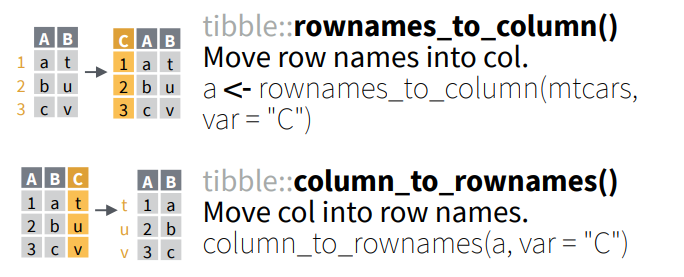 A B
1 a t
2 b u
3 c v
C A B
1 a t
2 b u
3 c v
tibble::rownames_to_column()
Move row names into col.
a <- rownames_to_column(mtcars,
var = "C")
A B C
1 a t
2 b u
3 c v
A B
t 1 a
u 2 b
v 3 c
tibble::column_to_rownames()
Move col into row names.
column_to_rownames(a, var = "C")